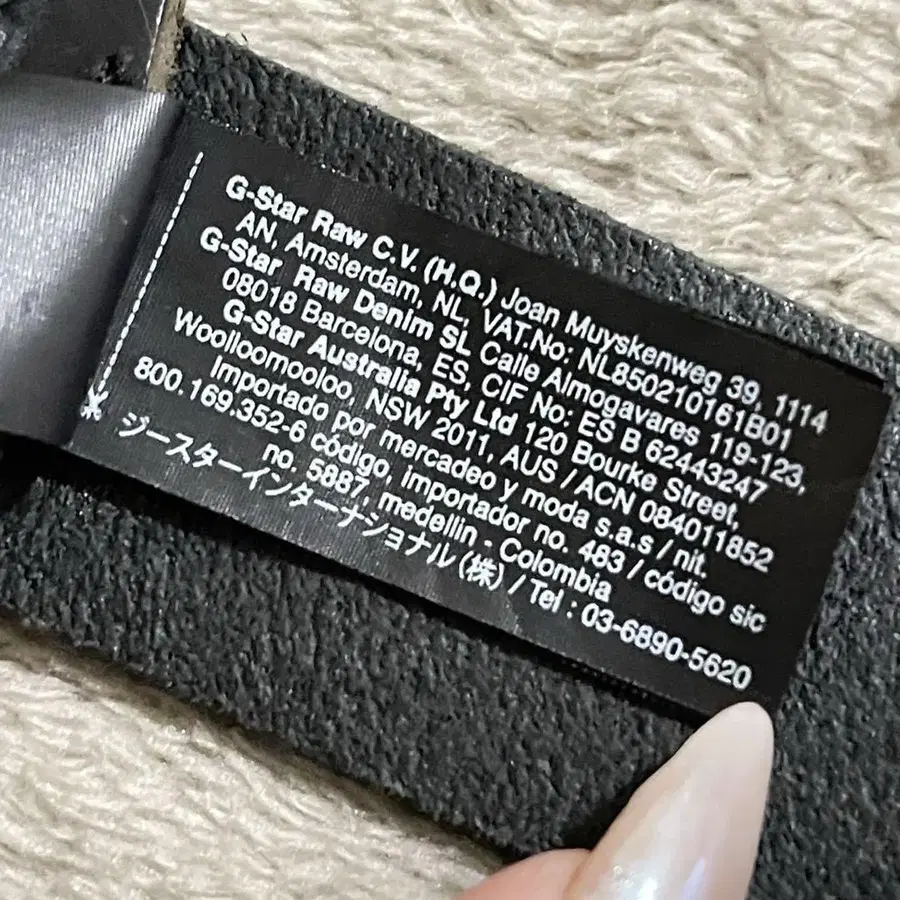 G-Star Raw C.V. (H.Q.) Joan Muyskenweg 39, 1114
AN, Amsterdam, NL, VAT.No: NL850210161B01
G-Star Raw Denim SL Calle Almogavares 119-123,
08018 Barcelona, ES, CIF No: ES B 62443247
G-Star Australia Pty Ltd 120 Bourke Street,
Woolloomooloo, NSW 2011, AUS / ACN 084011852
Importado por mercadeo y moda s.a.s / nit.
800.169.352-6 código, importador no. 483 / código sic
no. 5887, medellin - Colombia
ジースターインターナショナル (株) / Tel : 03-6890-5620